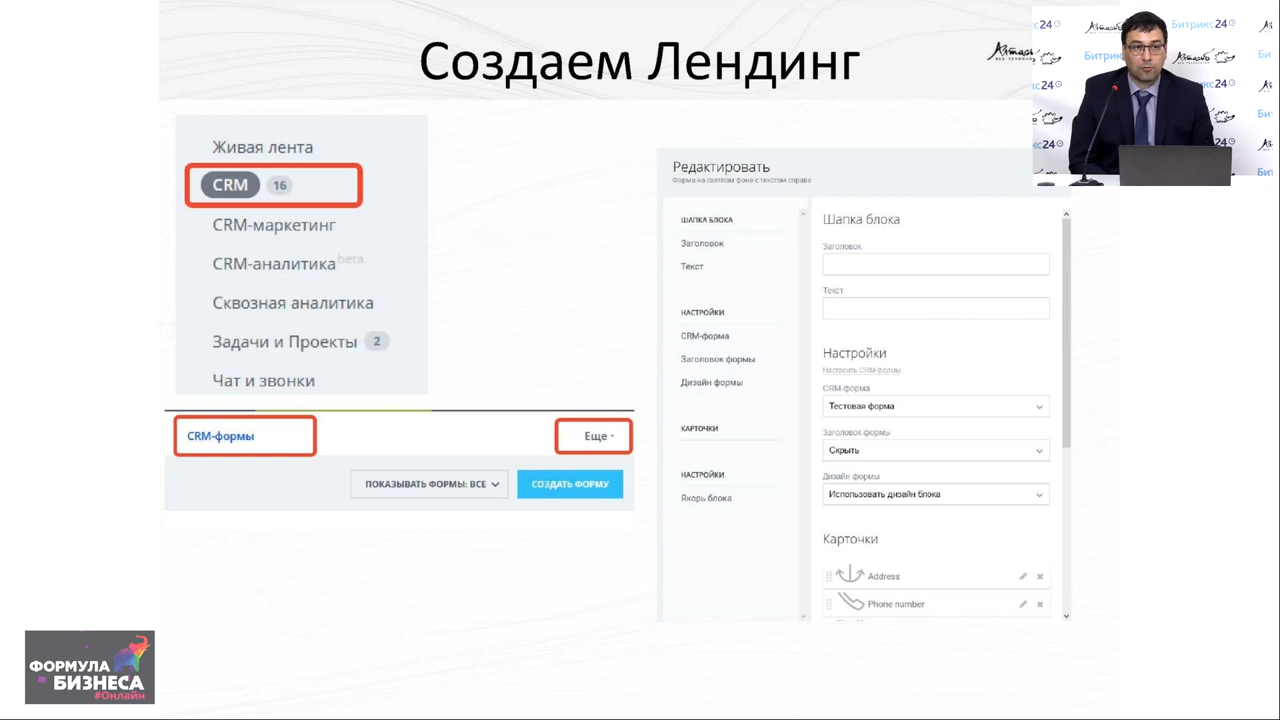 Создаем Лендинг
Живая лента
CRM 16
CRM-маркетинг
CRM-аналитика beta
Сквозная аналитика
Задачи и Проекты 2
Чат и звонки
CRM-формы
Еще
ПОКАЗЫВАТЬ ФОРМЫ: ВСЕ
СОЗДАТЬ ФОРМУ
Редактировать
Форма на светлом фоне с текстом справа
ШАПКА БЛОКА
Заголовок
Текст
НАСТРОЙКИ
CRM-форма
Заголовок формы
Дизайн формы
КАРТОЧКИ
НАСТРОЙКИ
Якорь блока
Шапка блока
Заголовок
Текст
Настройки
Настроить CRM-формы
CRM-форма
Тестовая форма
Заголовок формы
Скрыть
Дизайн формы
Использовать дизайн блока
Карточки
Address
Phone number
Битрикс24
ФОРМУЛА
БИЗНЕСА
#Онлайн